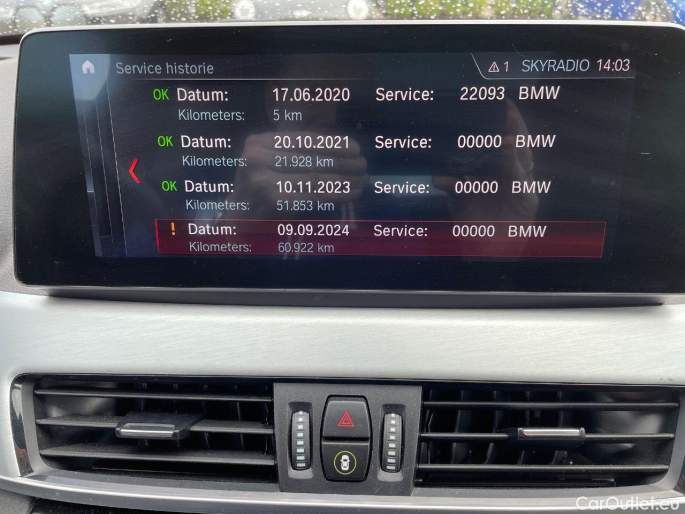 Service historie 1 SKYRADIO 14:03
OK Datum: 17.06.2020 Service: 22093 BMW
Kilometers: 5 km
OK Datum: 20.10.2021 Service: 00000 BMW
Kilometers: 21.928 km
OK Datum: 10.11.2023 Service: 00000 BMW
Kilometers: 51.853 km
! Datum: 09.09.2024 Service: 00000 BMW
Kilometers: 60.922 km
CarOutlet.eu